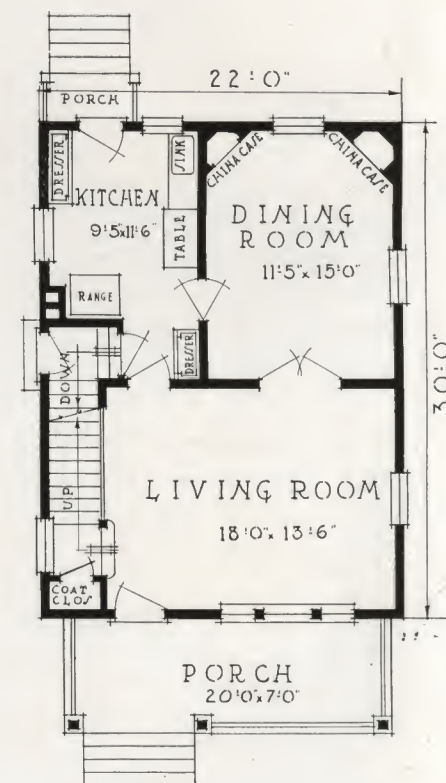 22'-0"
PORCH
DRESSER
SINK
CHINA CASE
CHINA CASE
KITCHEN
9'-5"x11'-6"
TABLE
DINING
ROOM
11'-5" x 15'-0"
RANGE
DRESSER
DOWN
30'-0"
UP
LIVING ROOM
18'-0" x 13'-6"
COAT
CLOS
PORCH
20'-0"x7'-0"